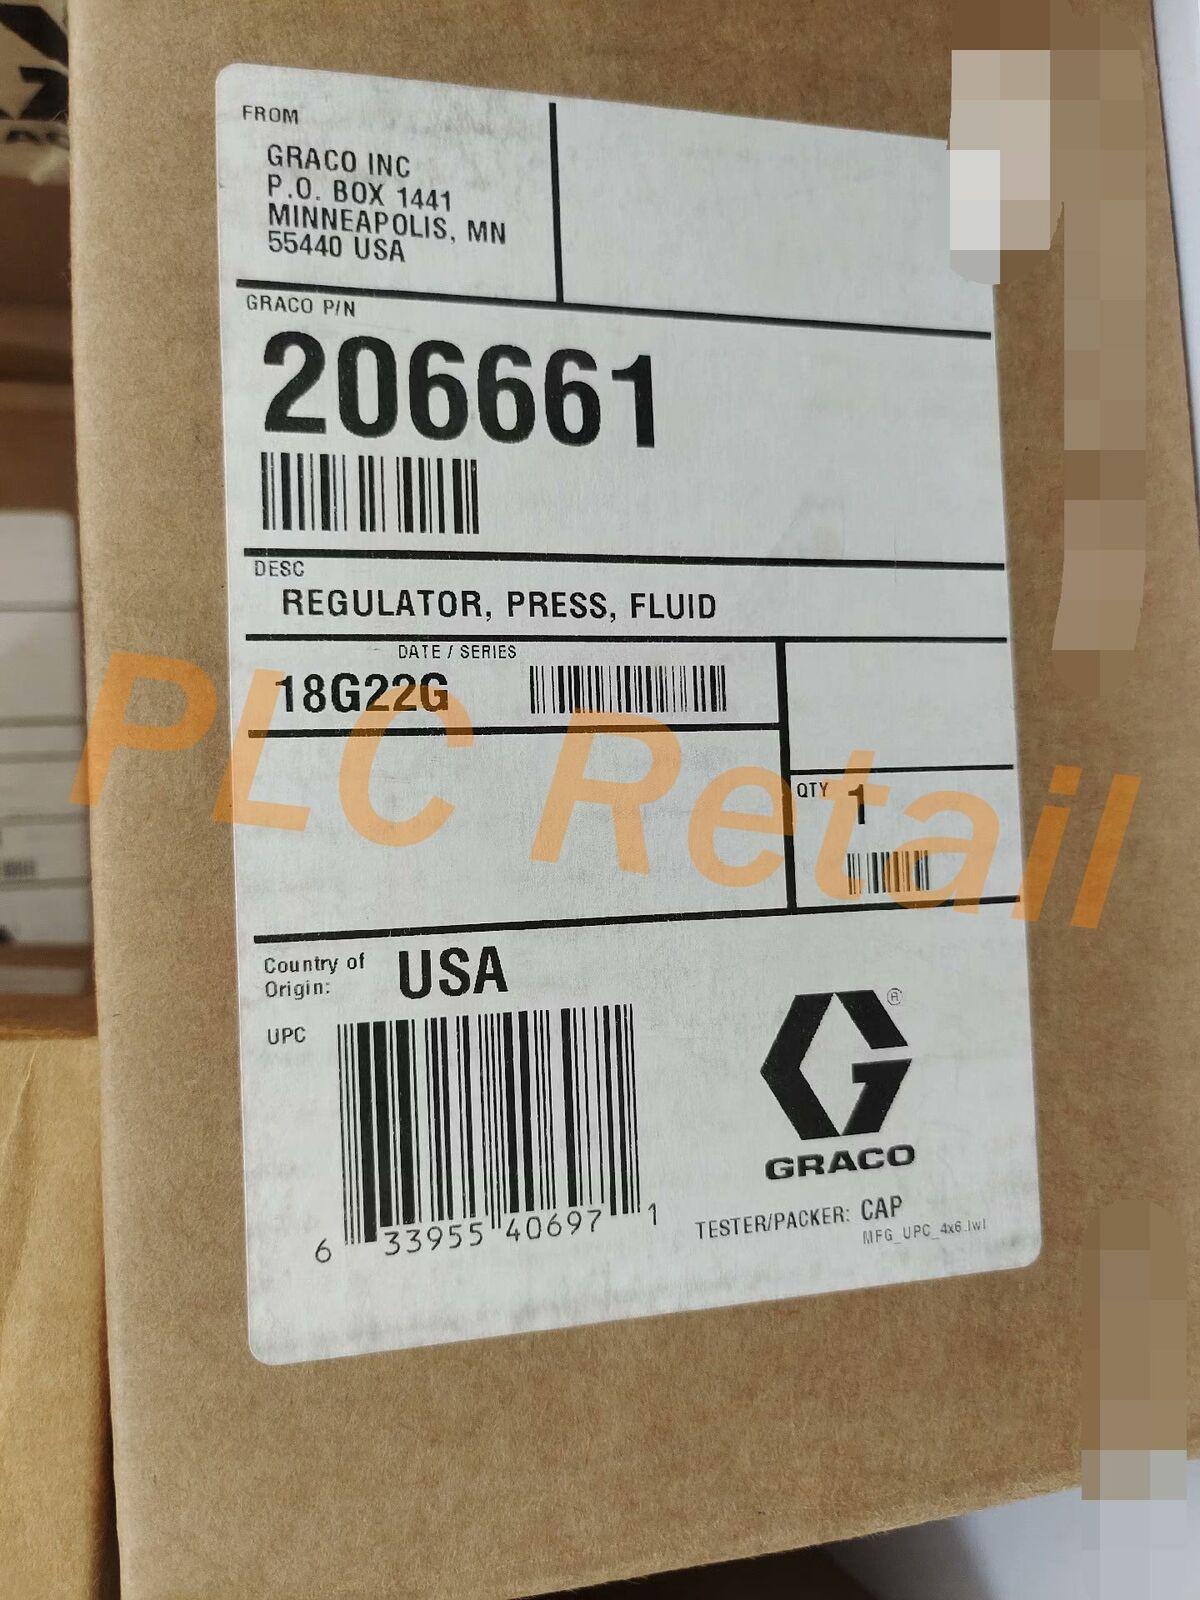 FROM
GRACO INC
P.O. BOX 1441
MINNEAPOLIS, MN
55440 USA
GRACO P/N
206661
DESC
REGULATOR, PRESS, FLUID
DATE / SERIES
18G22G
PLC Retail
QTY 1
Country of
Origin: USA
UPC
6 33955 40697 1
®
GRACO
TESTER/PACKER: CAP
MFG_UPC_4x6.lwl